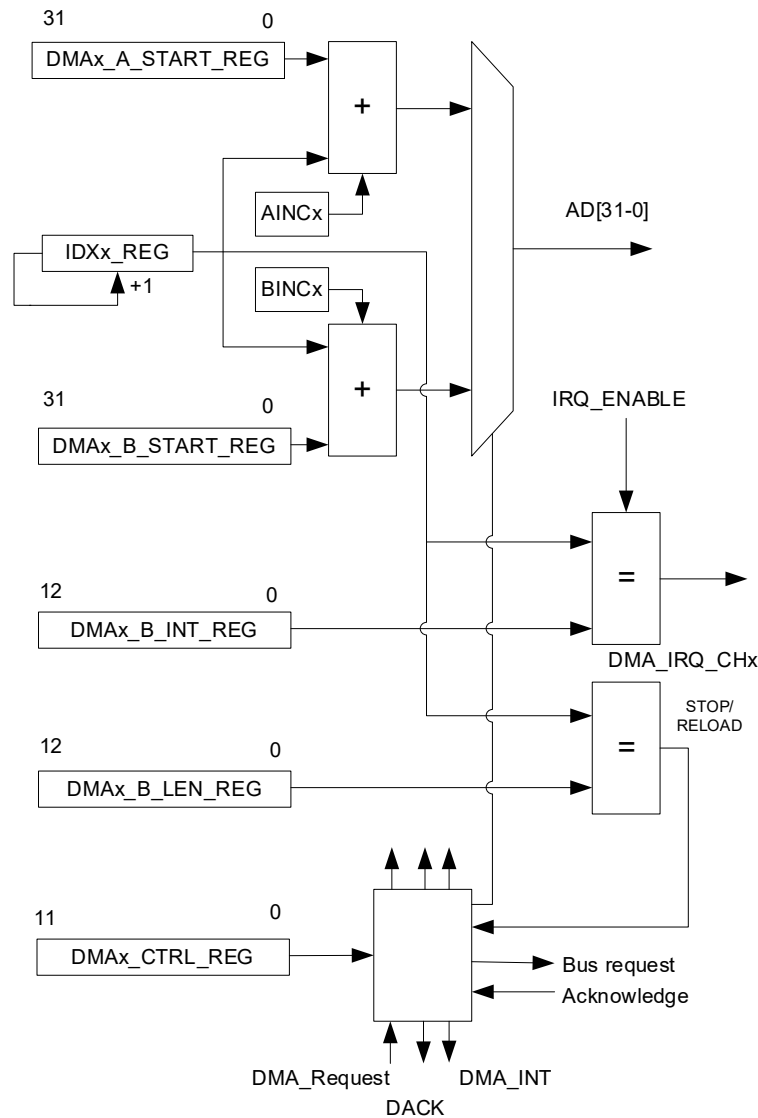 31 0
DMAx_A_START_REG
+
AINCx
AD[31-0]
IDXx_REG
+1
BINCx
+
31 0
DMAx_B_START_REG
IRQ_ENABLE
=
12 0
DMAx_B_INT_REG
DMA_IRQ_CHx
STOP/
RELOAD
=
12 0
DMAx_B_LEN_REG
11 0
DMAx_CTRL_REG
Bus request
Acknowledge
DMA_Request
DMA_INT
DACK